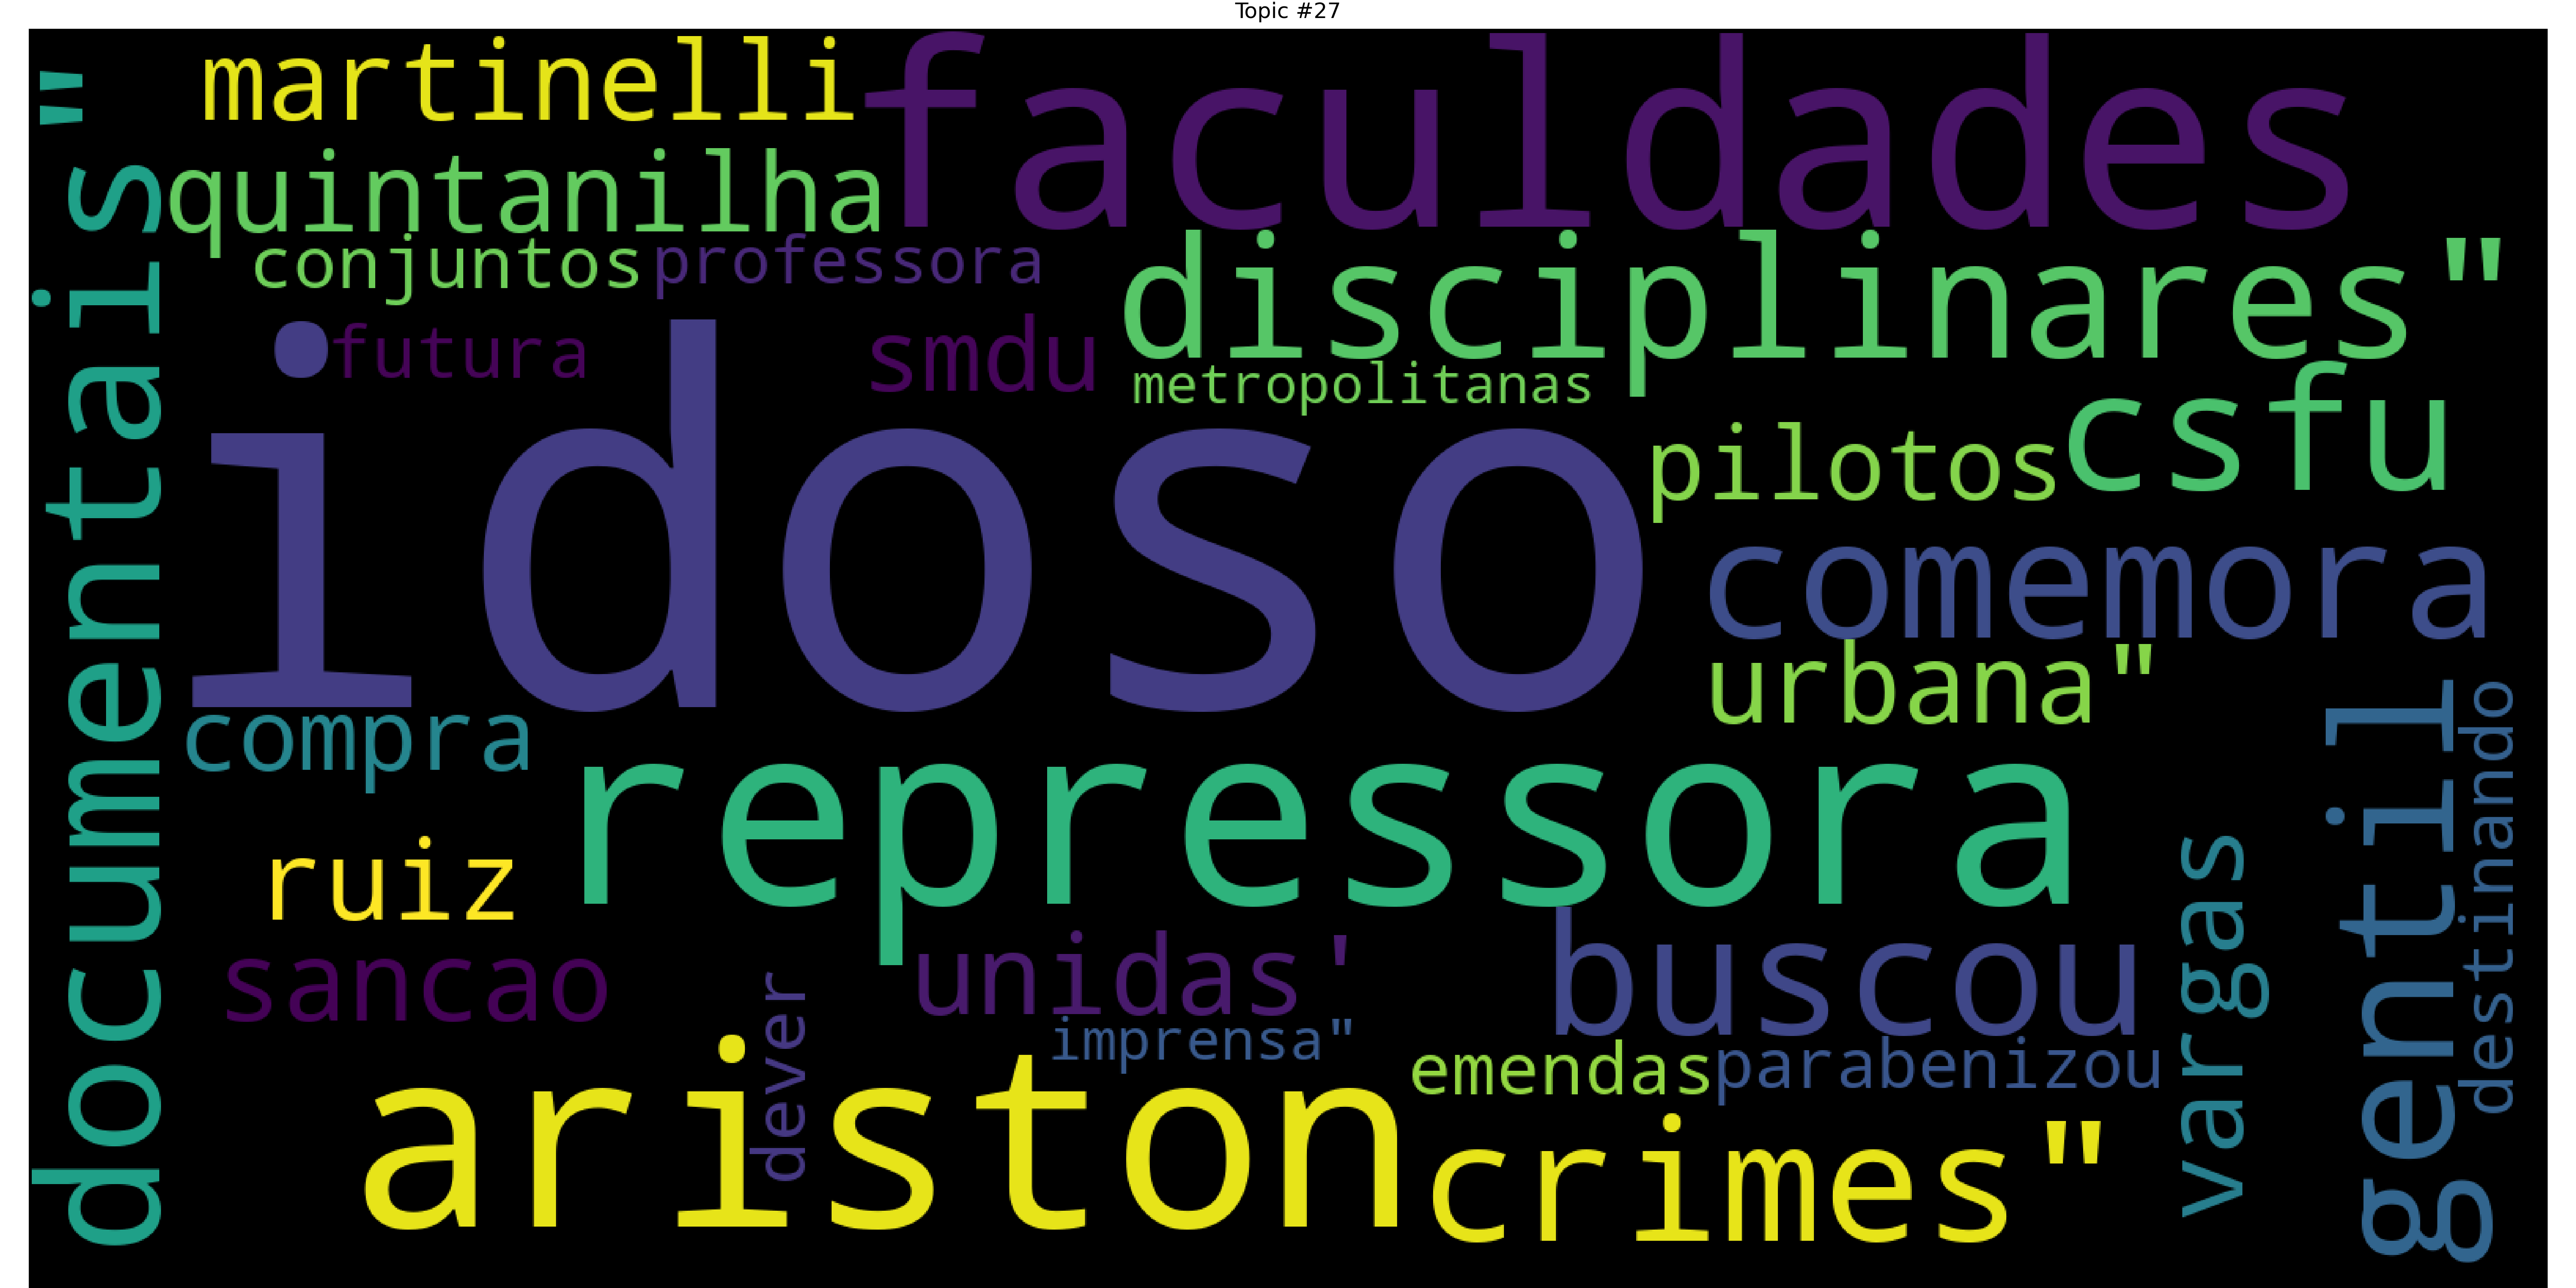 Topic #27
martinelli
faculdades
quintanilha
conjuntos
professora
disciplinares"
futura
smdu
metropolitanas
documentais"
idoso
pilotos
csfu
comemora
urbana"
compra
repressora
ruiz
gentil
destinando
vargas
sancao
dever
unidas'
buscou
imprensa"
emendas
parabenizou
ariston
crimes"